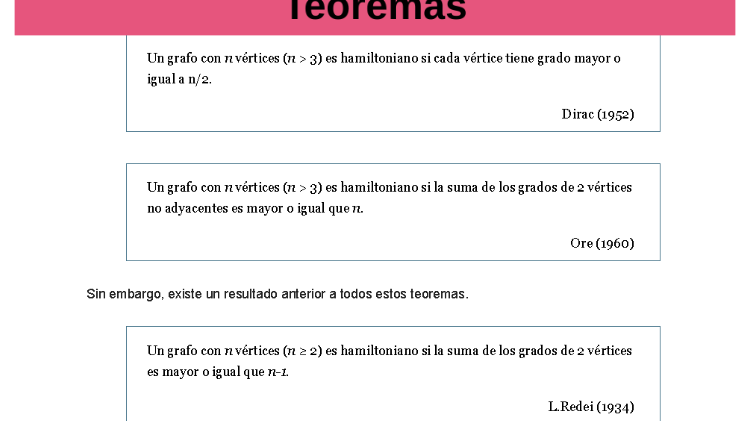 Teoremas
Un grafo con n vértices (n > 3) es hamiltoniano si cada vértice tiene grado mayor o
igual a n/2.
Dirac (1952)
Un grafo con n vértices (n > 3) es hamiltoniano si la suma de los grados de 2 vértices
no adyacentes es mayor o igual que n.
Ore (1960)
Sin embargo, existe un resultado anterior a todos estos teoremas.
Un grafo con n vértices (n ≥ 2) es hamiltoniano si la suma de los grados de 2 vértices
es mayor o igual que n-1.
L.Redei (1934)